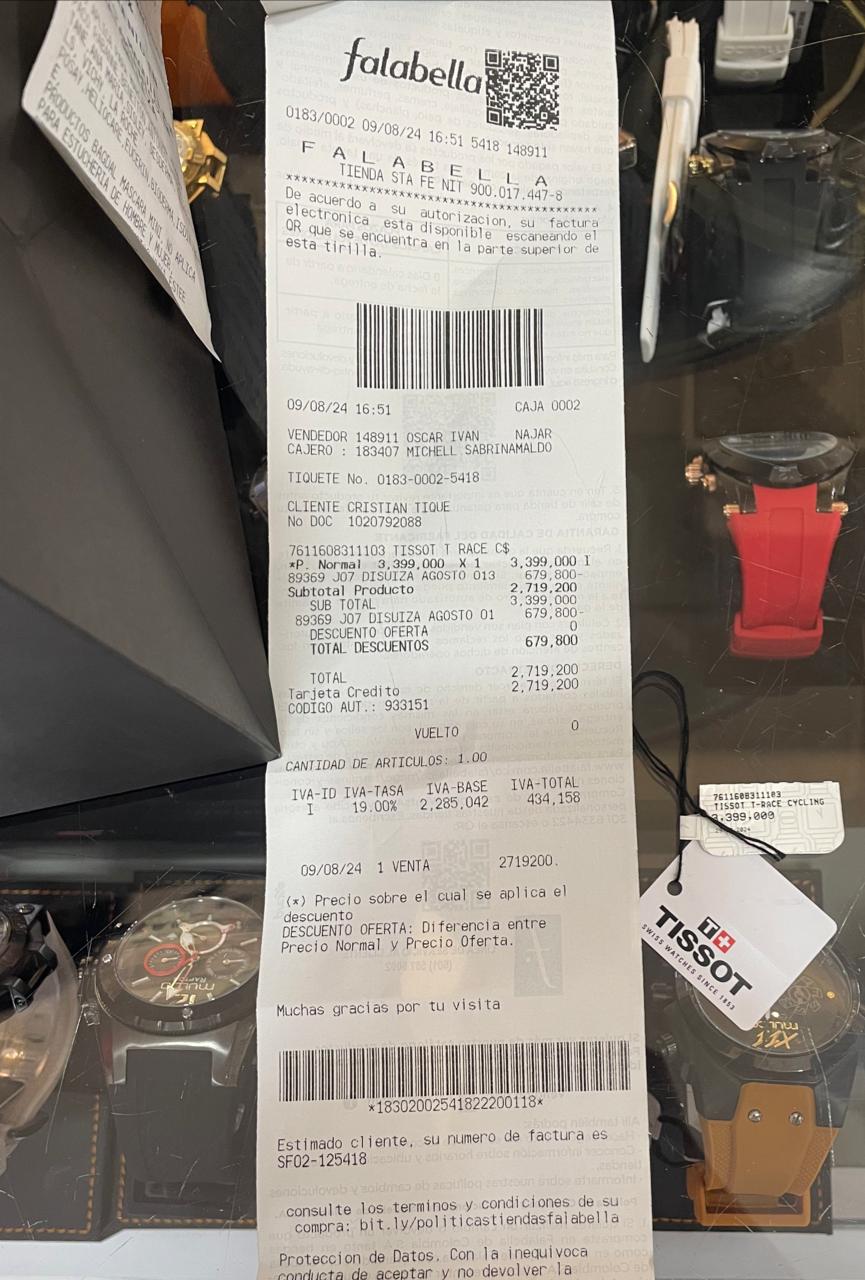 falabella
0183/0002 09/08/24 16:51 5418 148911
F A L A B E L L A
TIENDA STA FE NIT 900.017.447-8
De acuerdo a su autorizacion, su factura
electronica esta disponible escaneando el
QR que se encuentra en la parte superior de
esta tirilla.
09/08/24 16:51 CAJA 0002
VENDEDOR 148911 OSCAR IVAN NAJAR
CAJERO : 183407 MICHELL SABRINAMALDO
TIQUETE No. 0183-0002-5418
CLIENTE CRISTIAN TIQUE
No DOC 1020792088
7611608311103 TISSOT T RACE C$
*P. Normal 3,399,000 X 1 3,399,000 I
89369 J07 DISUIZA AGOSTO 013 679,800-
Subtotal Producto 2,719,200
SUB TOTAL 3,399,000
89369 J07 DISUIZA AGOSTO 01 679,800-
DESCUENTO OFERTA 0
TOTAL DESCUENTOS 679,800
TOTAL 2,719,200
Tarjeta Credito 2,719,200
CODIGO AUT.: 933151
VUELTO 0
CANTIDAD DE ARTICULOS: 1.00
IVA-ID IVA-TASA IVA-BASE IVA-TOTAL
I 19.00% 2,285,042 434,158
09/08/24 1 VENTA 2719200.
(*) Precio sobre el cual se aplica el
descuento
DESCUENTO OFERTA: Diferencia entre
Precio Normal y Precio Oferta.
Muchas gracias por tu visita
*18302002541822200118*
Estimado cliente, su numero de factura es
SF02-125418
consulte los terminos y condiciones de su
compra: bit.ly/politicastiendasfalabella
Proteccion de Datos. Con la inequivoca
conducta de aceptar y no devolver la
7611608311103
TISSOT T-RACE CYCLING
3,399,000
TISSOT
SWISS WATCHES SINCE 1853
PRODUCTOS BAGUAL MASCARA MINI NO APLICA
PARA ESTUCHERIA DE HOMBRE Y MUJER